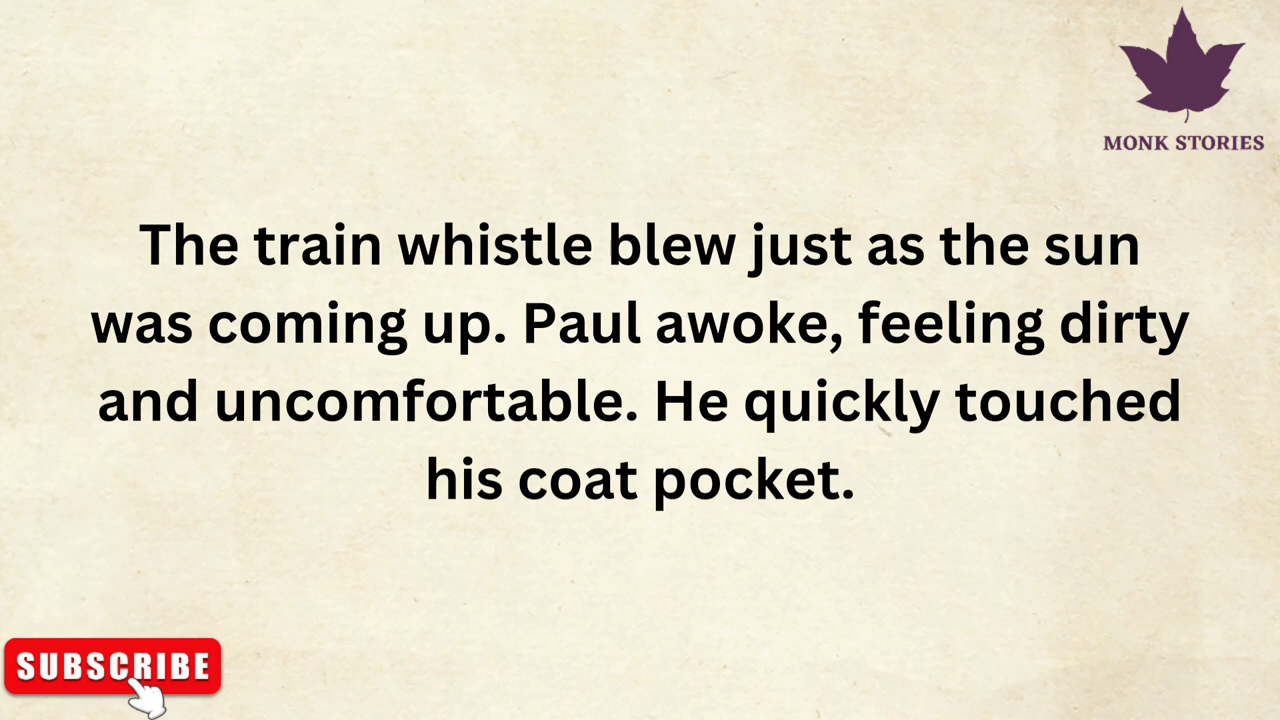 MONK STORIES
The train whistle blew just as the sun
was coming up. Paul awoke, feeling dirty
and uncomfortable. He quickly touched
his coat pocket.
SUBSCRIBE